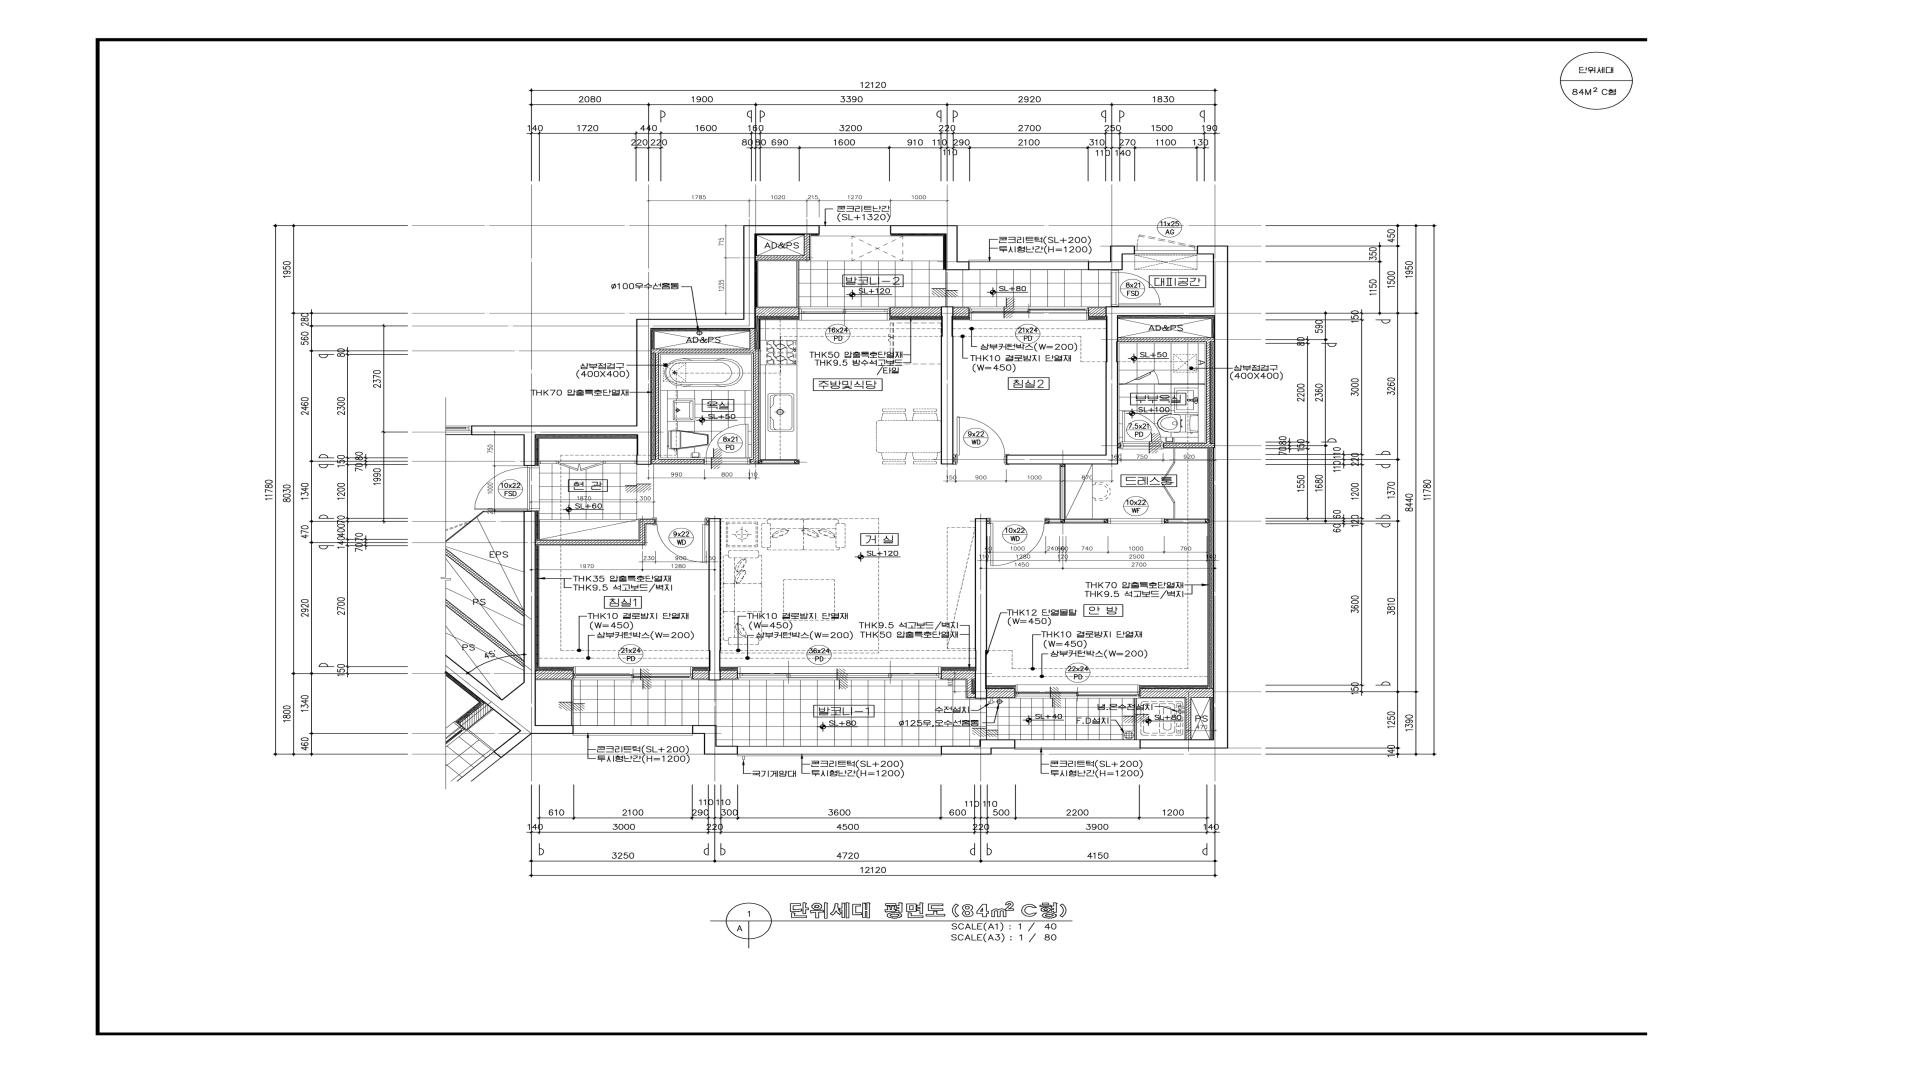 단위세대
84M² C형
12120
2080 1900 3390 2920 1830
140 1720 440 1600 160 3200 220 2700 250 1500 190
220 220 80 80 690 1600 910 110 290 2100 310 270 1100 130
110 110 140
1785 1020 215 1270 1000
콘크리트난간
(SL+1320)
11x25
AG
AD&PS
콘크리트턱(SL+200)
투시형난간(H=1200)
715
1235
발코니-2
SL+120
SL+80
대피공간
6x21
FSD
ø100우수선홈통
AD&PS
16x24
PD
21x24
PD
AD&PS
THK50 압출특호단열재
THK9.5 방수석고보드
/타일
상부커턴박스(W=200)
THK10 결로방지 단열재
(W=450)
SL+50
상부점검구
(400X400)
상부점검구
(400X400)
주방및식당
침실2
THK70 압출특호단열재
욕실
SL+50
8x21
PD
부부욕실
SL+100
7.5x21
PD
9x22
WD
750
990 800 110
150 900 1000 870
750 920
드레스룸
10x22
WF
10x22
FSD
1000
현 관
1870 300
SL+60
9x22
WD
10x22
WD
거 실
SL+120
230 900
1970 1280
1000 740 1000 760
1280 120 2500
1450 2700
EPS
PS
PS
THK35 압출특호단열재
THK9.5 석고보드/벽지
침실1
THK10 결로방지 단열재
(W=450)
상부커턴박스(W=200)
THK10 결로방지 단열재
(W=450)
상부커턴박스(W=200)
THK9.5 석고보드/벽지
THK50 압출특호단열재
THK70 압출특호단열재
THK9.5 석고보드/벽지
안 방
THK12 단열몰탈
(W=450)
THK10 결로방지 단열재
(W=450)
상부커턴박스(W=200)
21x24
PD
36x24
PD
22x24
PD
발코니-1
SL+80
수전설치
ø125우,오수선홈통
SL+40
F.D설치
냉,온수전설치
SL+80
PS
470
콘크리트턱(SL+200)
투시형난간(H=1200)
국기게양대
콘크리트턱(SL+200)
투시형난간(H=1200)
콘크리트턱(SL+200)
투시형난간(H=1200)
11780
1950 8030 1800
280 560 2460 1340 470 2920 1340 460
80 150 2300 1200 2700 150
2370 1990
590 2360 1680
2200 1550
150 3000 220 1200 120 3600 150
350 1150
450 1500 3260 1370 3810 1250 140
1950 8440 1390
11780
110 110 110 110
610 2100 290 300 3600 600 500 2200 1200
140 3000 220 4500 220 3900 140
3250 4720 4150
12120
1
A
단위세대 평면도(84m² C형)
SCALE(A1) : 1 / 40
SCALE(A3) : 1 / 80